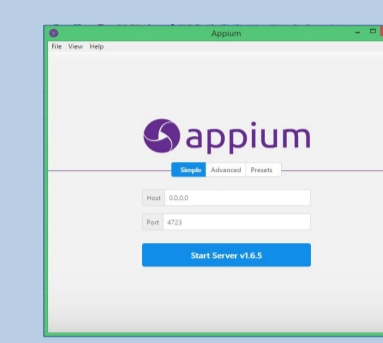 Appium
File View Help
appium
Simple Advanced Presets
Host 0.0.0.0
Port 4723
Start Server v1.6.5